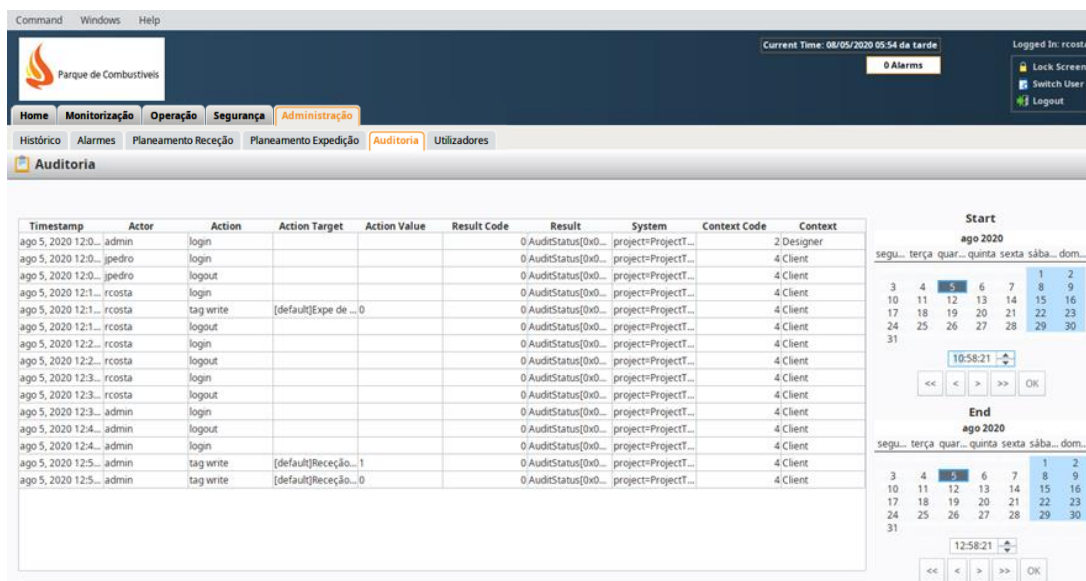 Command Windows Help
Current Time: 08/05/2020 05:54 da tarde
Logged In: rcosta
0 Alarms
Lock Screen
Switch User
Logout
Parque de Combustiveis
Home Monitorização Operação Segurança Administração
Histórico Alarmes Planeamento Receção Planeamento Expedição Auditoria Utilizadores
Auditoria
Timestamp Actor Action Action Target Action Value Result Code Result System Context Code Context
ago 5, 2020 12:0... admin login 0 AuditStatus[0x0... project=ProjectT... 2 Designer
ago 5, 2020 12:0... jpedro login 0 AuditStatus[0x0... project=ProjectT... 4 Client
ago 5, 2020 12:0... jpedro logout 0 AuditStatus[0x0... project=ProjectT... 4 Client
ago 5, 2020 12:1... rcosta login 0 AuditStatus[0x0... project=ProjectT... 4 Client
ago 5, 2020 12:1... rcosta tag write [default]Expe de ... 0 0 AuditStatus[0x0... project=ProjectT... 4 Client
ago 5, 2020 12:1... rcosta logout 0 AuditStatus[0x0... project=ProjectT... 4 Client
ago 5, 2020 12:2... rcosta login 0 AuditStatus[0x0... project=ProjectT... 4 Client
ago 5, 2020 12:2... rcosta logout 0 AuditStatus[0x0... project=ProjectT... 4 Client
ago 5, 2020 12:3... rcosta login 0 AuditStatus[0x0... project=ProjectT... 4 Client
ago 5, 2020 12:3... rcosta logout 0 AuditStatus[0x0... project=ProjectT... 4 Client
ago 5, 2020 12:3... admin login 0 AuditStatus[0x0... project=ProjectT... 4 Client
ago 5, 2020 12:4... admin logout 0 AuditStatus[0x0... project=ProjectT... 4 Client
ago 5, 2020 12:4... admin login 0 AuditStatus[0x0... project=ProjectT... 4 Client
ago 5, 2020 12:5... admin tag write [default]Receção... 1 0 AuditStatus[0x0... project=ProjectT... 4 Client
ago 5, 2020 12:5... admin tag write [default]Receção... 0 0 AuditStatus[0x0... project=ProjectT... 4 Client
Start
ago 2020
segu... terça quar... quinta sexta sába... dom...
1 2
3 4 5 6 7 8 9
10 11 12 13 14 15 16
17 18 19 20 21 22 23
24 25 26 27 28 29 30
31
10:58:21
<< < > >> OK
End
ago 2020
segu... terça quar... quinta sexta sába... dom...
1 2
3 4 5 6 7 8 9
10 11 12 13 14 15 16
17 18 19 20 21 22 23
24 25 26 27 28 29 30
31
12:58:21
<< < > >> OK